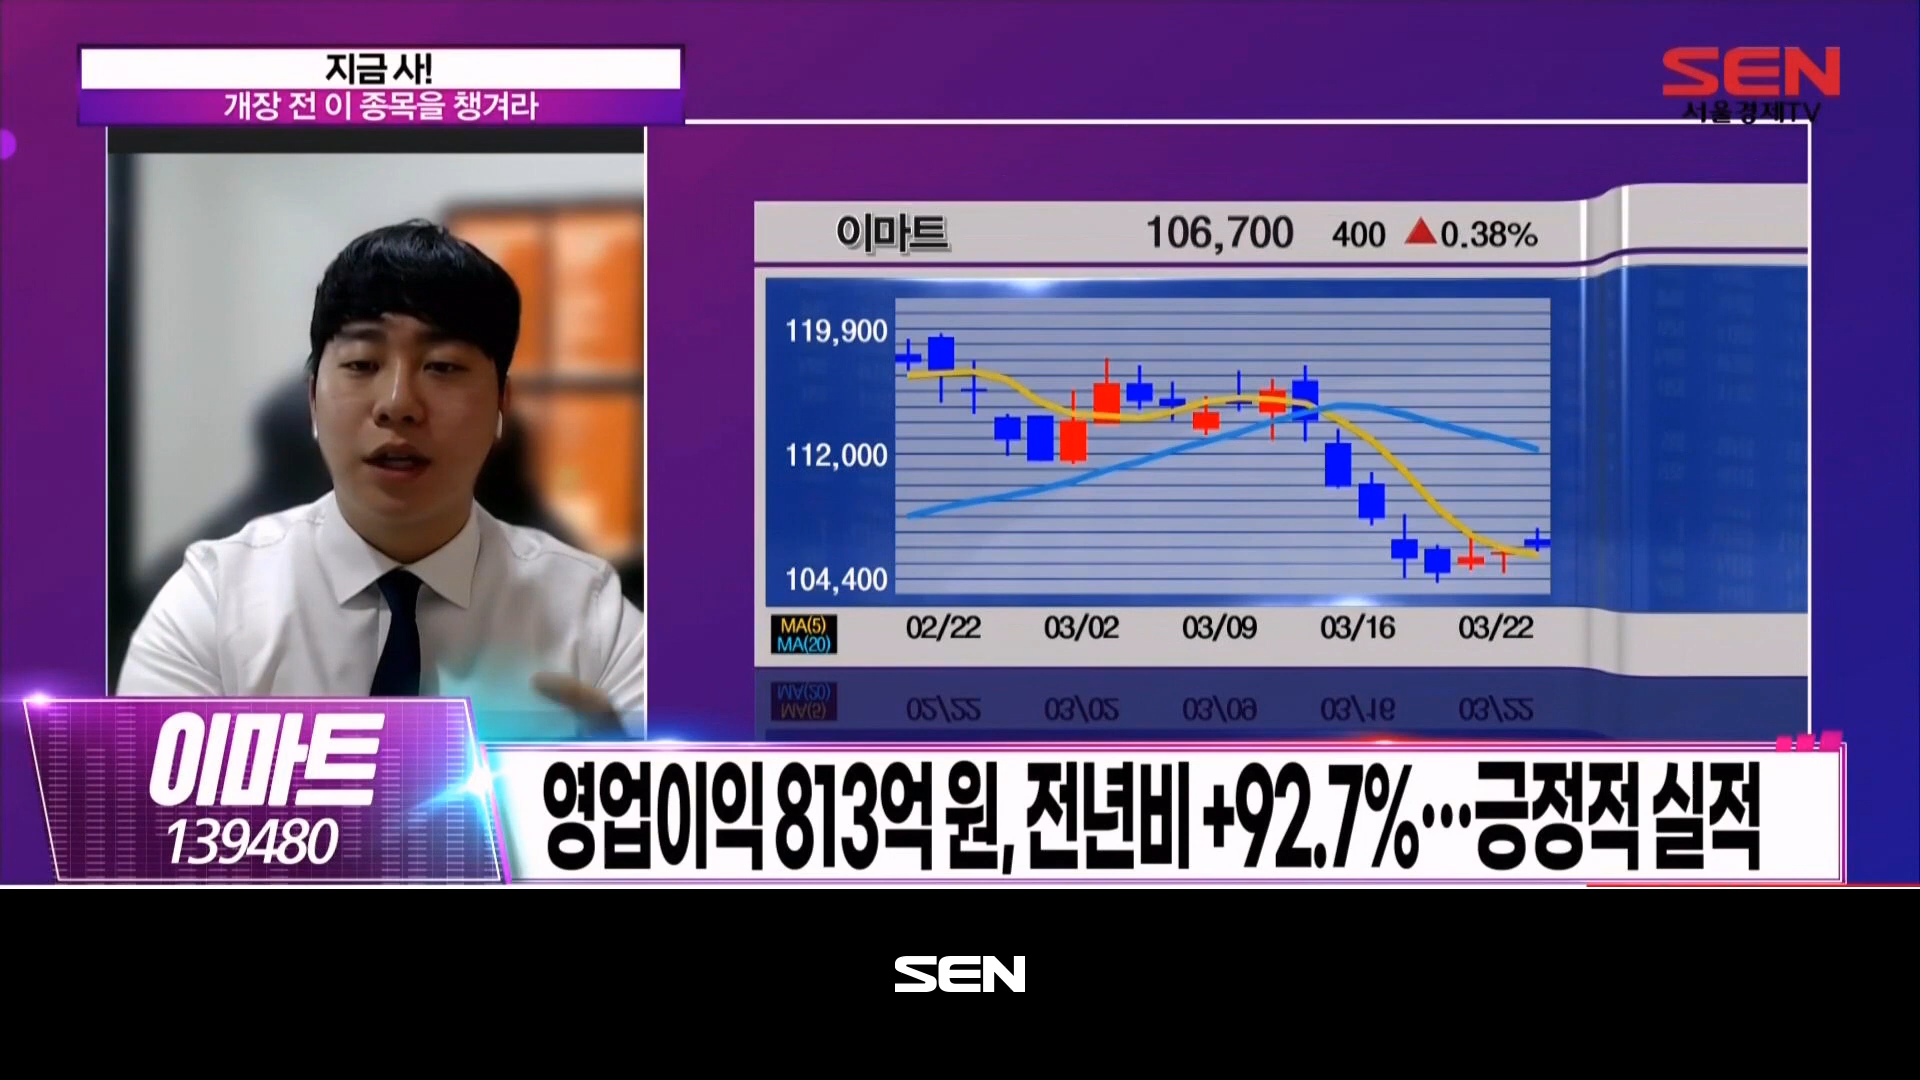 지금 사!
개장 전 이 종목을 챙겨라
SEN
서울경제TV
이마트 106,700 400 ▲0.38%
119,900
112,000
104,400
MA(5)
MA(20)
02/22 03/02 03/09 03/16 03/22
이마트
139480
영업이익 813억 원, 전년비 +92.7%…긍정적 실적
SEN